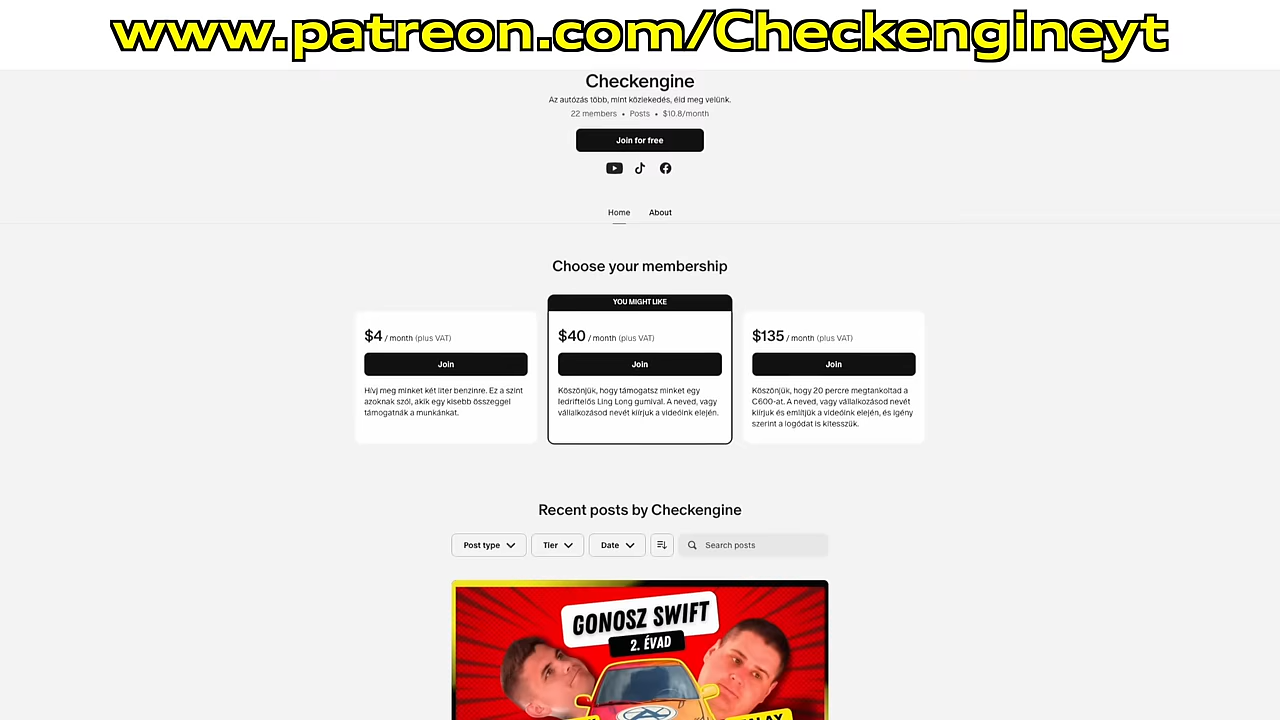 www.patreon.com/Checkengineyt
Checkengine
Az autózás több, mint közlekedés, éld meg velünk.
22 members • Posts • $10.8/month
Join for free
Home About
Choose your membership
YOU MIGHT LIKE
$4 / month (plus VAT)
Join
Hívj meg minket két liter benzinre. Ez a szint
azoknak szól, akik egy kisebb összeggel
támogatnák a munkánkat.
$40 / month (plus VAT)
Join
Köszönjük, hogy támogatsz minket egy
ledriftelős Ling Long gumival. A neved, vagy
vállalkozásod nevét kiírjuk a videóink elején.
$135 / month (plus VAT)
Join
Köszönjük, hogy 20 percre megtankoltad a
C600-at. A neved, vagy vállalkozásod nevét
kiírjuk és említjük a videóink elején, és igény
szerint a logódat is kitesszük.
Recent posts by Checkengine
Post type Tier Date Search posts
GONOSZ SWIFT
2. ÉVAD